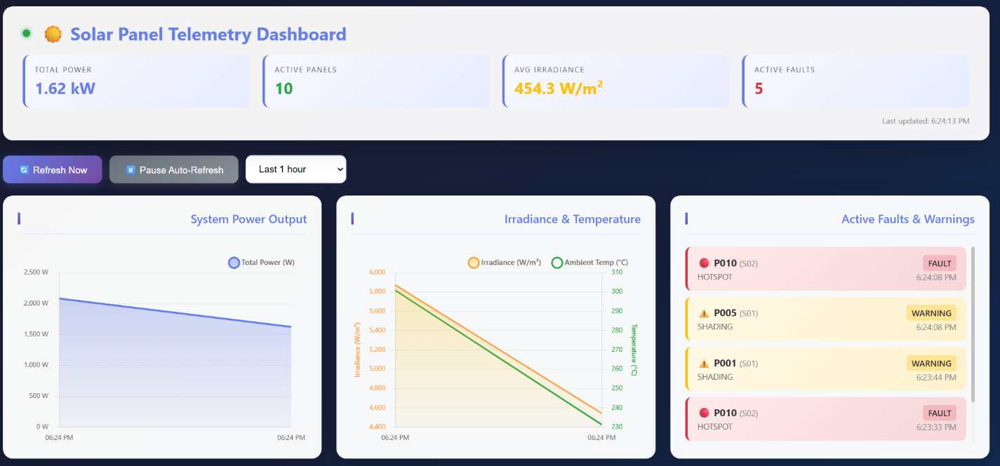 Solar Panel Telemetry Dashboard
TOTAL POWER
1.62 kW
ACTIVE PANELS
10
AVG IRRADIANCE
454.3 W/m²
ACTIVE FAULTS
5
Last updated: 6:24:13 PM
Refresh Now
Pause Auto-Refresh
Last 1 hour
System Power Output
Total Power (W)
2,500 W
2,000 W
1,500 W
1,000 W
500 W
0 W
06:24 PM
06:24 PM
Irradiance & Temperature
Irradiance (W/m²)
Ambient Temp (°C)
Irradiance (W/m²)
6,000
5,800
5,600
5,400
5,200
5,000
4,800
4,600
4,400
310
300
290
280
270
260
250
240
230
Temperature (°C)
06:24 PM
06:24 PM
Active Faults & Warnings
P010 (S02)
FAULT
HOTSPOT
6:24:08 PM
P005 (S01)
WARNING
SHADING
6:24:08 PM
P001 (S01)
WARNING
SHADING
6:23:44 PM
P010 (S02)
FAULT
HOTSPOT
6:23:33 PM